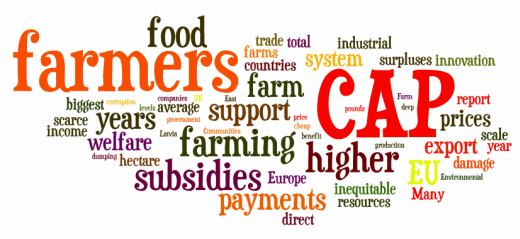 food
trade total industrial
farmers
farms
countries system surpluses innovation
farm
CAP
biggest corruption levels companies UK East
Farm deep
pounds
report
scarce years average support price prices
government cheap
income
Latvia Communities benefit
scale
welfare farming production export year
dumping hectare higher EU Environmental damage
subsidies Europe
inequitable Many
payments resources
direct